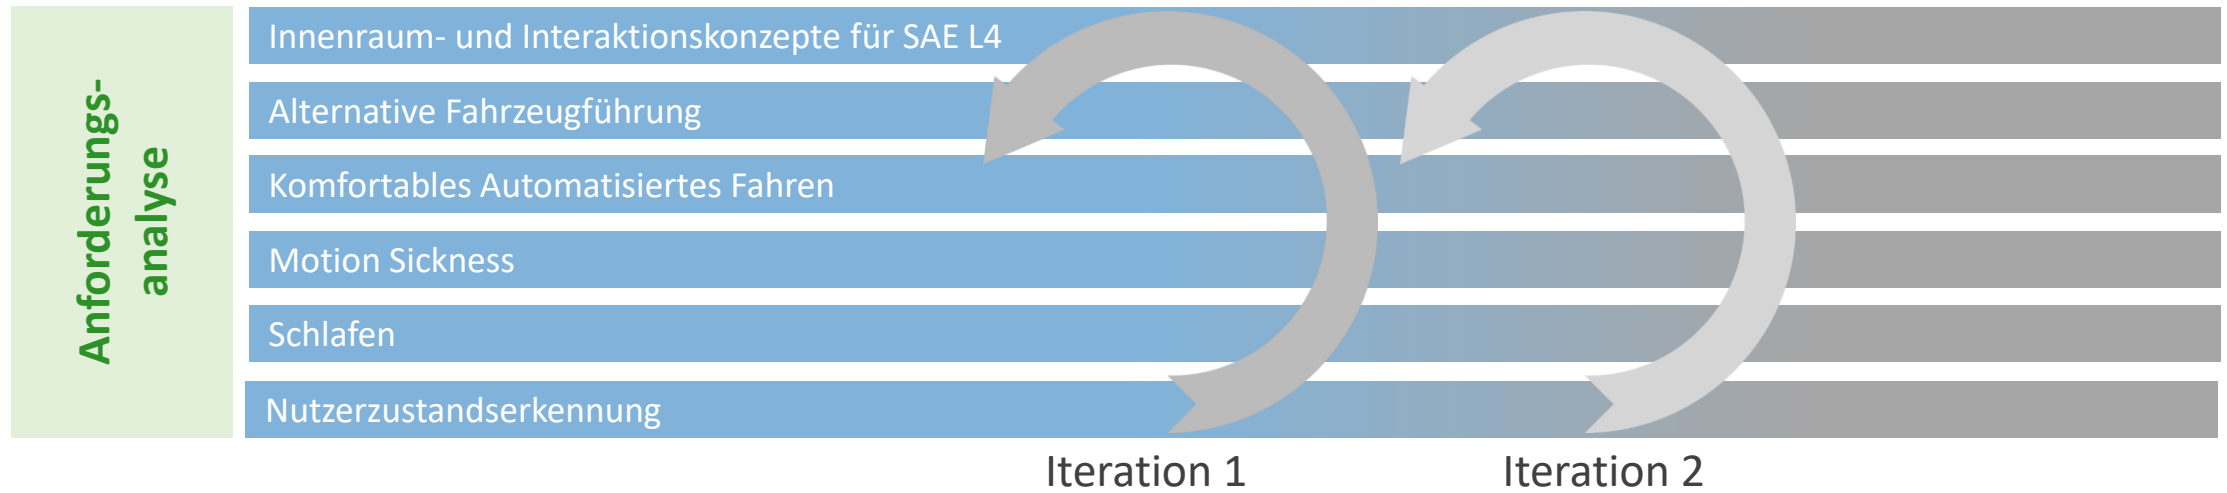 Anforderungs-
analyse
Innenraum- und Interaktionskonzepte für SAE L4
Alternative Fahrzeugführung
Komfortables Automatisiertes Fahren
Motion Sickness
Schlafen
Nutzerzustandserkennung
Iteration 1
Iteration 2